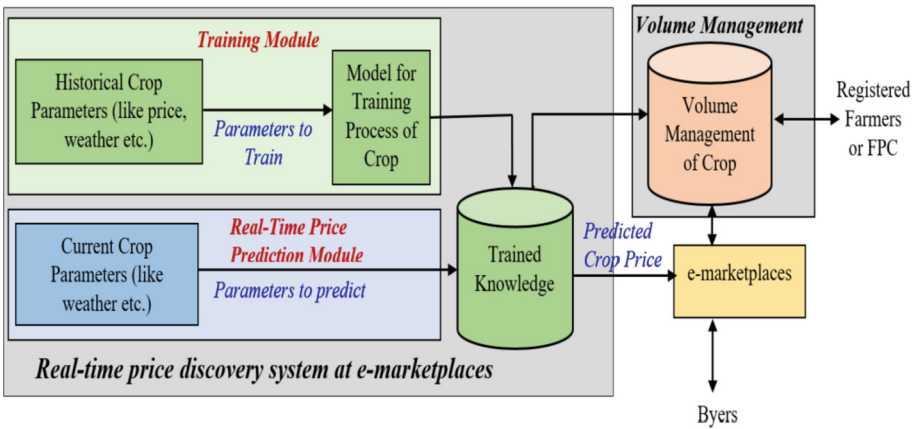 Training Module
Historical Crop
Parameters (like price,
weather etc.)
Parameters to
Train
Model for
Training
Process of
Crop
Real-Time Price
Prediction Module
Current Crop
Parameters (like
weather etc.)
Parameters to predict
Trained
Knowledge
Real-time price discovery system at e-marketplaces
Predicted
Crop Price
Volume Management
Volume
Management
of Crop
Registered
Farmers
or FPC
e-marketplaces
Byers